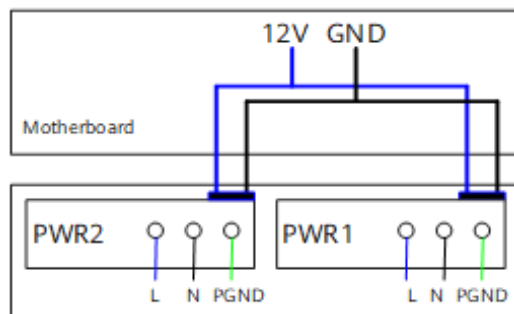 12V GND
Motherboard
PWR2 PWR1
L N PGND L N PGND